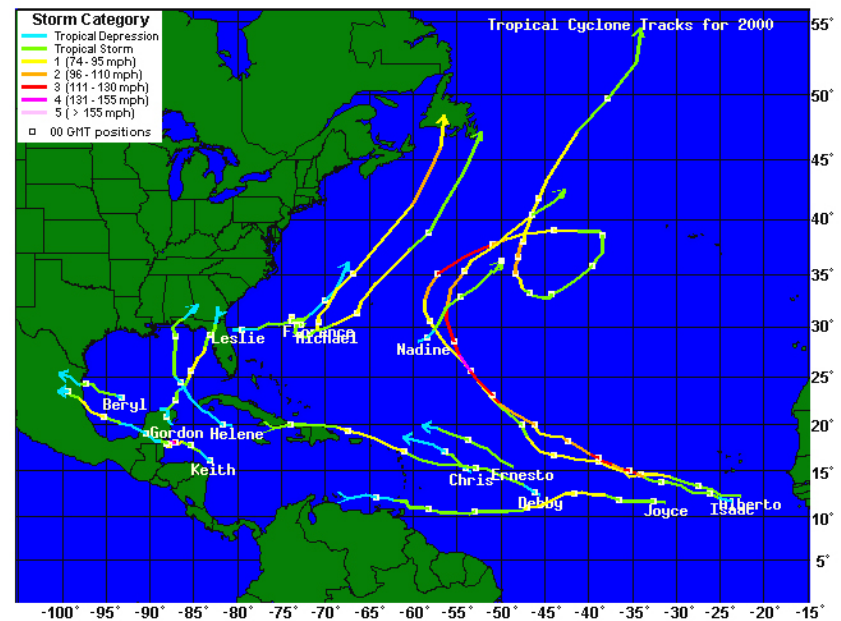 Storm Category
Tropical Depression
Tropical Storm
1 (74 - 95 mph)
2 (96 - 110 mph)
3 (111 - 130 mph)
4 (131 - 155 mph)
5 ( > 155 mph)
00 GMT positions
Tropical Cyclone Tracks for 2000
55°
50°
45°
40°
35°
30°
25°
20°
15°
10°
5°
Leslie
Florence
Michael
Nadine
Beryl
Gordon
Helene
Keith
Chris
Ernesto
Debby
Joyce
Isaac
Alberto
-100° -95° -90° -85° -80° -75° -70° -65° -60° -55° -50° -45° -40° -35° -30° -25° -20° -15°